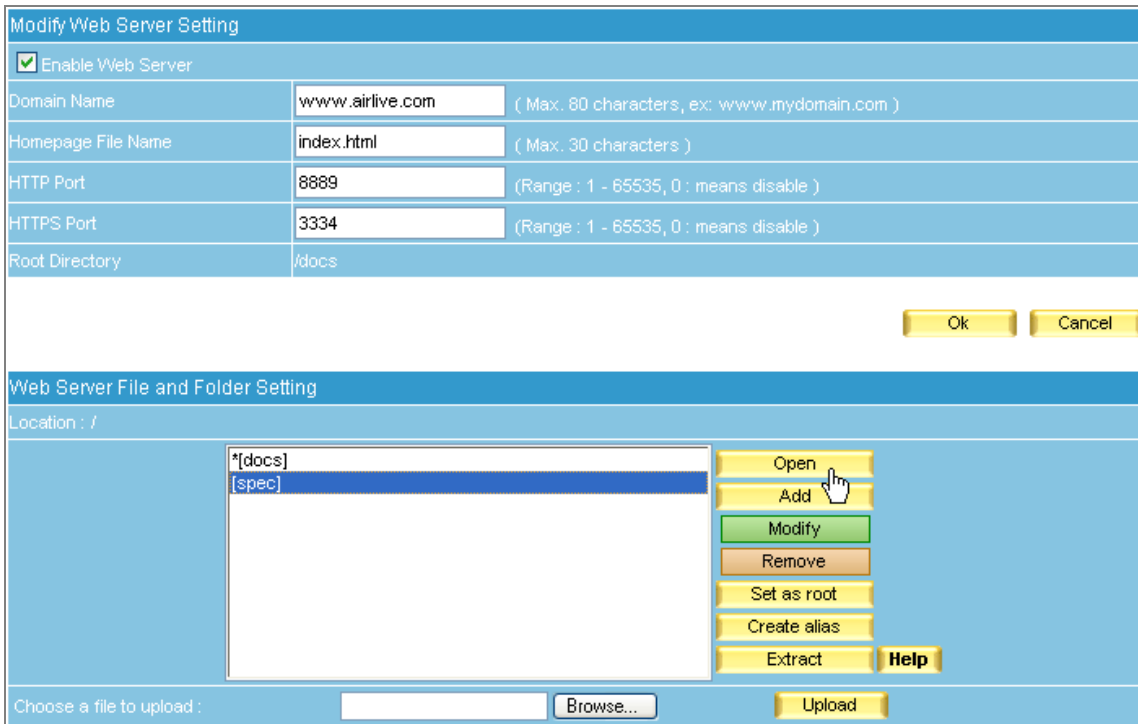 Modify Web Server Setting
Enable Web Server
Domain Name www.airlive.com ( Max. 80 characters, ex: www.mydomain.com )
Homepage File Name index.html ( Max. 30 characters )
HTTP Port 8889 (Range : 1 - 65535, 0 : means disable )
HTTPS Port 3334 (Range : 1 - 65535, 0 : means disable )
Root Directory /docs
Ok Cancel
Web Server File and Folder Setting
Location : /
*[docs]
[spec]
Open
Add
Modify
Remove
Set as root
Create alias
Extract Help
Choose a file to upload : Browse... Upload